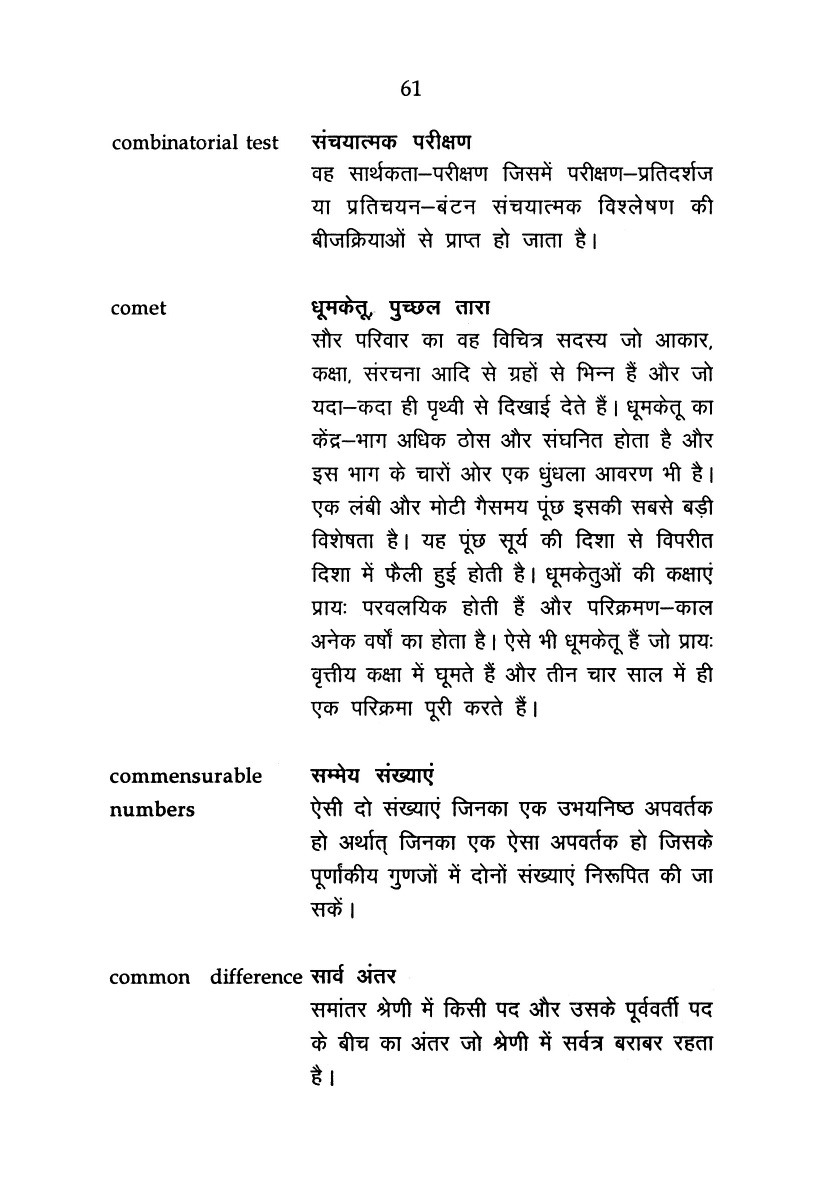 61
combinatorial test संचयात्मक परीक्षण
वह सार्थकता–परीक्षण जिसमें परीक्षण–प्रतिदर्शज
या प्रतिचयन–बंटन संचयात्मक विश्लेषण की
बीजक्रियाओं से प्राप्त हो जाता है।
comet धूमकेतू, पुच्छल तारा
सौर परिवार का वह विचित्र सदस्य जो आकार,
कक्षा, संरचना आदि से ग्रहों से भिन्न हैं और जो
यदा–कदा ही पृथ्वी से दिखाई देते हैं। धूमकेतू का
केंद्र–भाग अधिक ठोस और संघनित होता है और
इस भाग के चारों ओर एक धुंधला आवरण भी है।
एक लंबी और मोटी गैसमय पूंछ इसकी सबसे बड़ी
विशेषता है। यह पूंछ सूर्य की दिशा से विपरीत
दिशा में फैली हुई होती है। धूमकेतुओं की कक्षाएं
प्रायः परवलयिक होती हैं और परिक्रमण–काल
अनेक वर्षों का होता है। ऐसे भी धूमकेतू हैं जो प्रायः
वृत्तीय कक्षा में घूमते हैं और तीन चार साल में ही
एक परिक्रमा पूरी करते हैं।
commensurable सम्मेय संख्याएं
numbers ऐसी दो संख्याएं जिनका एक उभयनिष्ठ अपवर्तक
हो अर्थात् जिनका एक ऐसा अपवर्तक हो जिसके
पूर्णांकीय गुणजों में दोनों संख्याएं निरूपित की जा
सकें।
common difference सार्व अंतर
समांतर श्रेणी में किसी पद और उसके पूर्ववर्ती पद
के बीच का अंतर जो श्रेणी में सर्वत्र बराबर रहता
है।